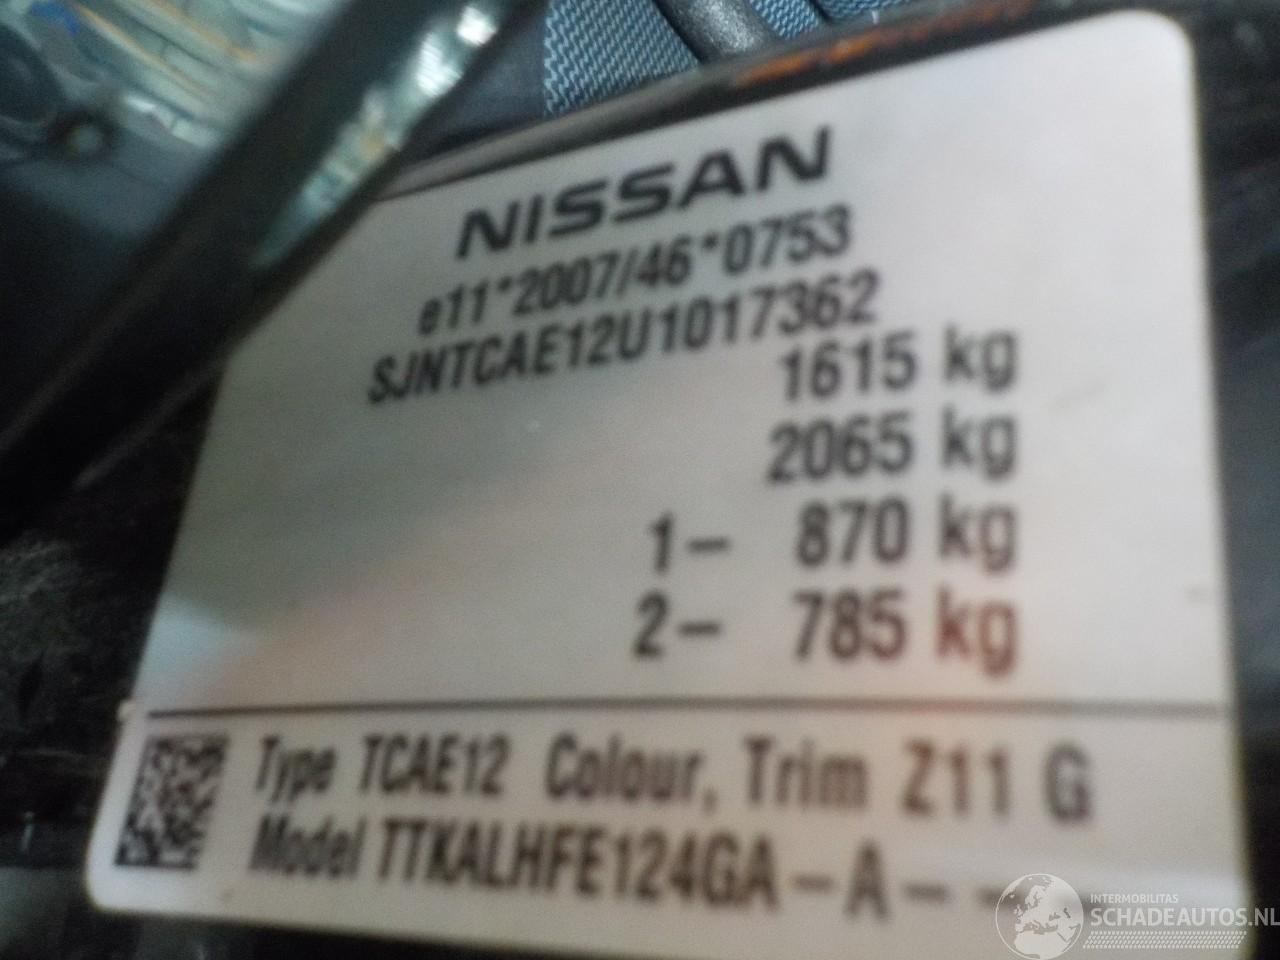 NISSAN
e11*2007/46*0753
SJNTCAE12U1017362
1615 kg
2065 kg
1- 870 kg
2- 785 kg
Type TCAE12 Colour, Trim Z11 G
Model TTKALHFE124GA-A--
INTERMOBILITAS
SCHADEAUTOS.NL